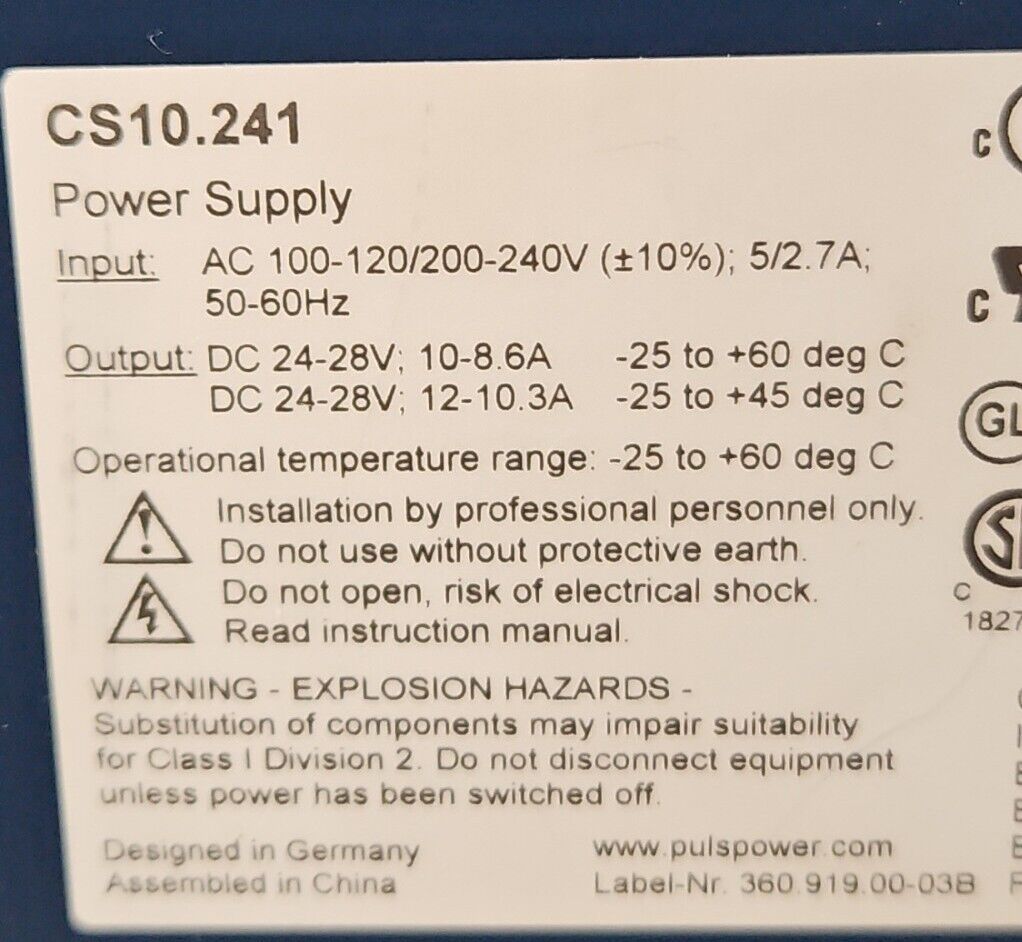 CS10.241
Power Supply
Input: AC 100-120/200-240V (±10%); 5/2.7A;
50-60Hz
Output: DC 24-28V; 10-8.6A -25 to +60 deg C
DC 24-28V; 12-10.3A -25 to +45 deg C
Operational temperature range: -25 to +60 deg C
Installation by professional personnel only.
Do not use without protective earth.
Do not open, risk of electrical shock.
Read instruction manual.
WARNING - EXPLOSION HAZARDS -
Substitution of components may impair suitability
for Class I Division 2. Do not disconnect equipment
unless power has been switched off.
Designed in Germany www.pulspower.com
Assembled in China Label-Nr. 360.919.00-03B
C
C
GL
C
1827